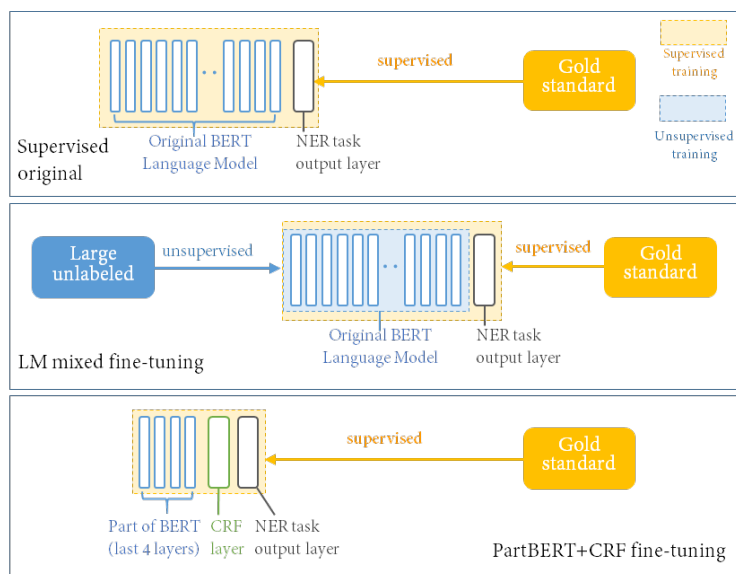 supervised
Gold
standard
Supervised
training
Unsupervised
training
Original BERT
Language Model
NER task
output layer
Supervised
original
Large
unlabeled
unsupervised
supervised
Gold
standard
Original BERT
Language Model
NER task
output layer
LM mixed fine-tuning
supervised
Gold
standard
Part of BERT
(last 4 layers)
CRF
layer
NER task
output layer
PartBERT+CRF fine-tuning